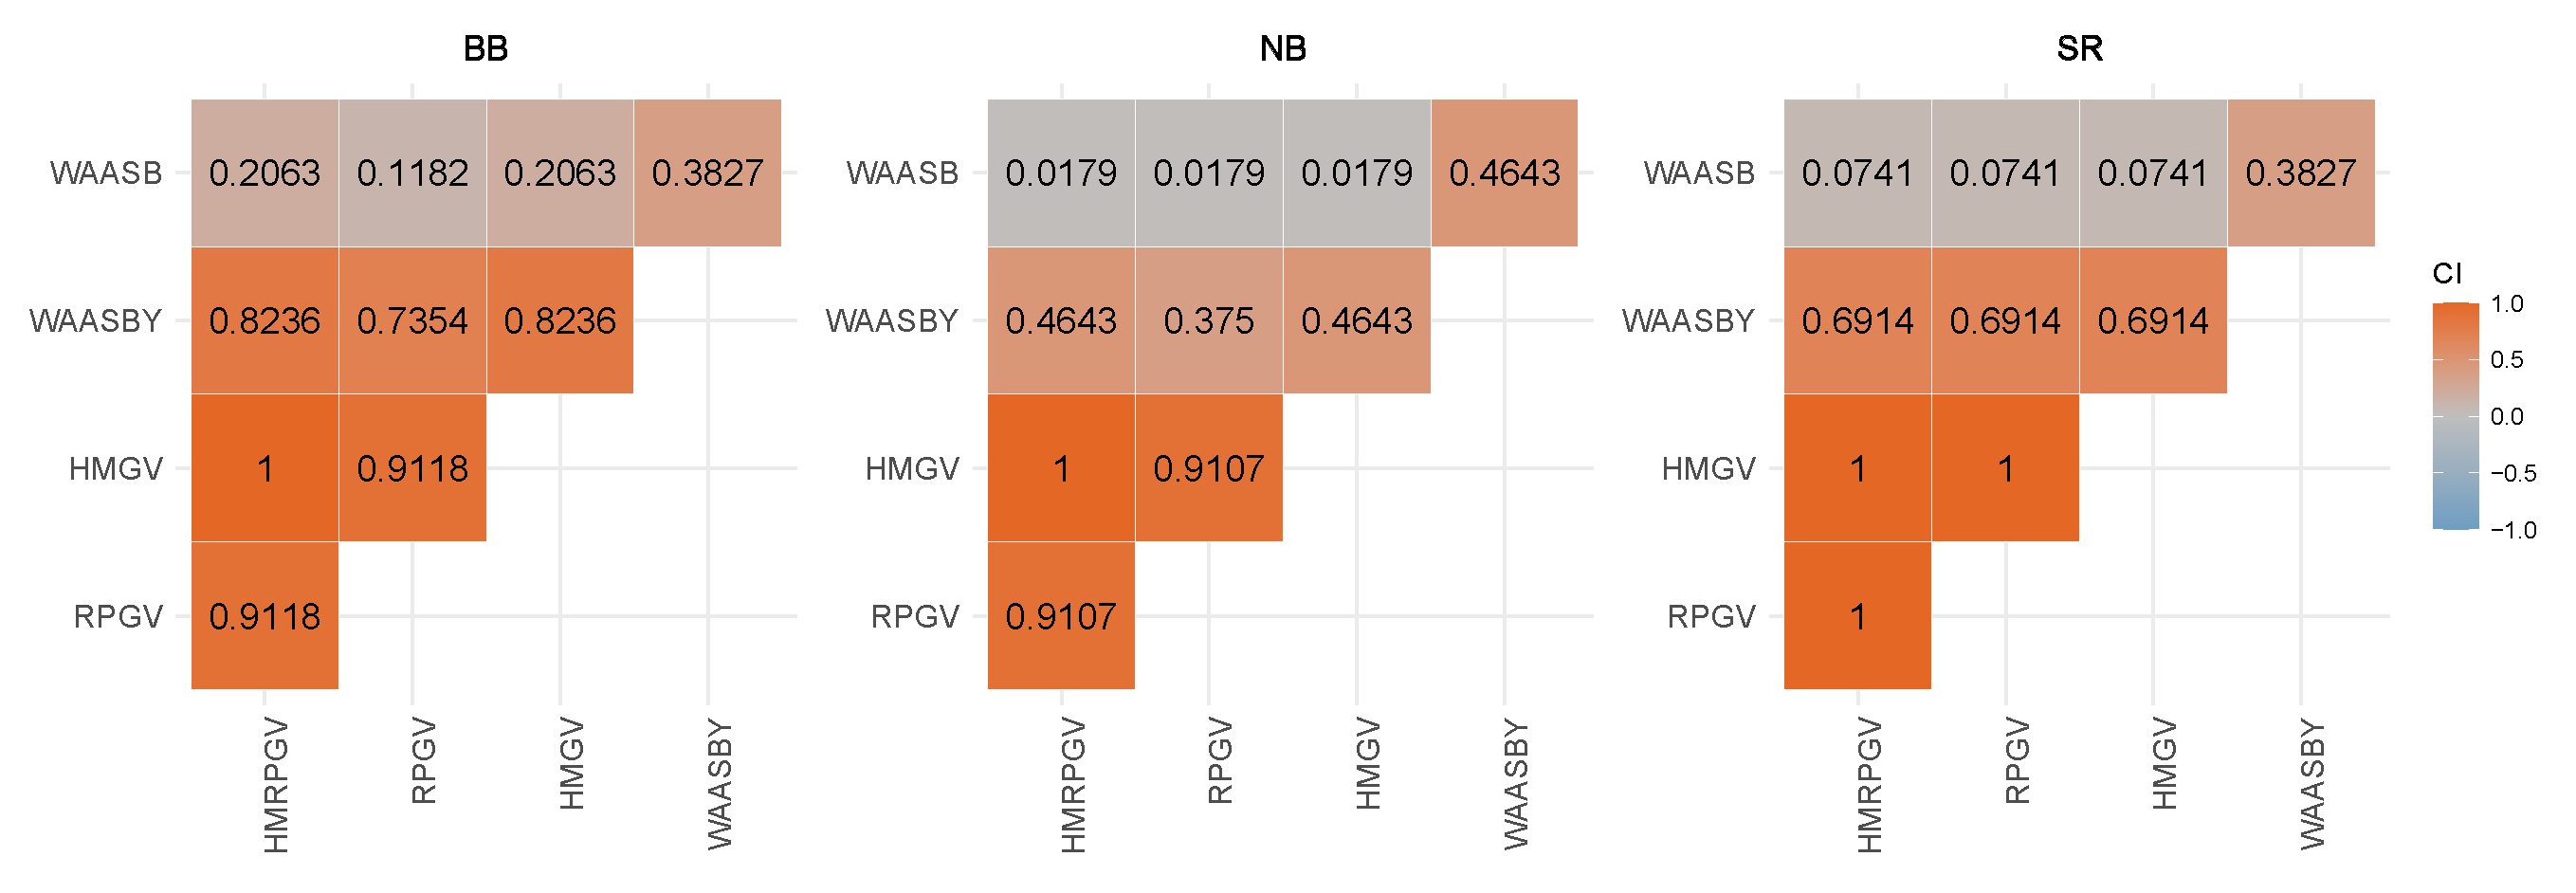 BB
NB
SR
WAASB 0.2063 0.1182 0.2063 0.3827
WAASBY 0.8236 0.7354 0.8236
HMGV 1 0.9118
RPGV 0.9118
HMRPGV RPGV HMGV WAASBY
WAASB 0.0179 0.0179 0.0179 0.4643
WAASBY 0.4643 0.375 0.4643
HMGV 1 0.9107
RPGV 0.9107
HMRPGV RPGV HMGV WAASBY
WAASB 0.0741 0.0741 0.0741 0.3827
WAASBY 0.6914 0.6914 0.6914
HMGV 1 1
RPGV 1
HMRPGV RPGV HMGV WAASBY
CI
1.0
0.5
0.0
−0.5
−1.0